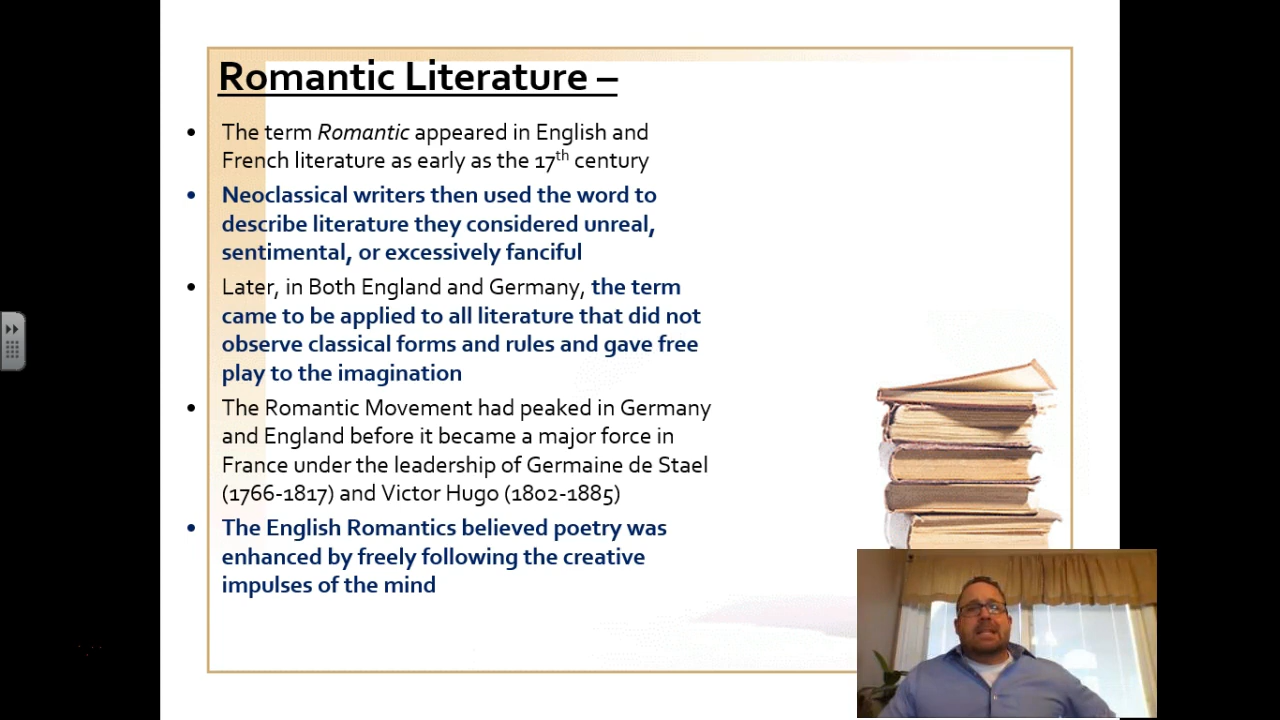 Romantic Literature –
• The term Romantic appeared in English and
French literature as early as the 17th century
• Neoclassical writers then used the word to
describe literature they considered unreal,
sentimental, or excessively fanciful
• Later, in Both England and Germany, the term
came to be applied to all literature that did not
observe classical forms and rules and gave free
play to the imagination
• The Romantic Movement had peaked in Germany
and England before it became a major force in
France under the leadership of Germaine de Stael
(1766-1817) and Victor Hugo (1802-1885)
• The English Romantics believed poetry was
enhanced by freely following the creative
impulses of the mind